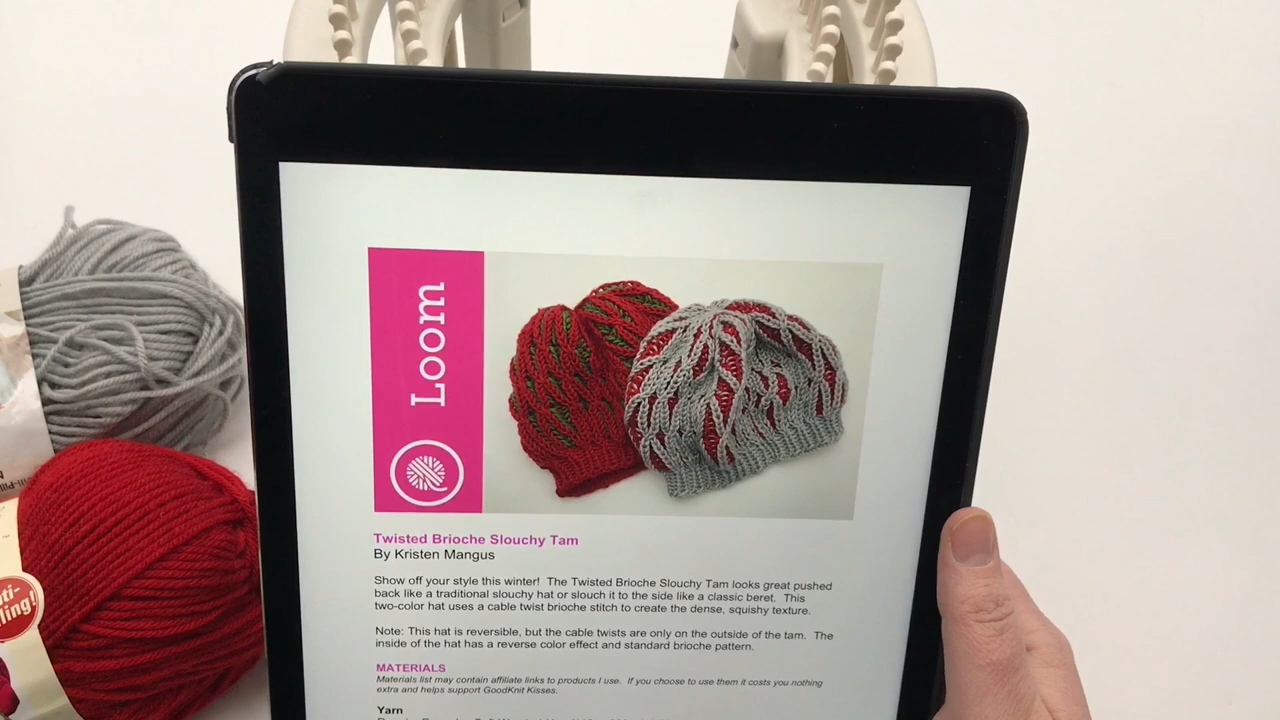 Loom
Twisted Brioche Slouchy Tam
By Kristen Mangus
Show off your style this winter!  The Twisted Brioche Slouchy Tam looks great pushed
back like a traditional slouchy hat or slouch it to the side like a classic beret.  This
two-color hat uses a cable twist brioche stitch to create the dense, squishy texture.
Note: This hat is reversible, but the cable twists are only on the outside of the tam.  The
inside of the hat has a reverse color effect and standard brioche pattern.
MATERIALS
Materials list may contain affiliate links to products I use.  If you choose to use them it costs you nothing
extra and helps support GoodKnit Kisses.
Yarn
ti-
ling!